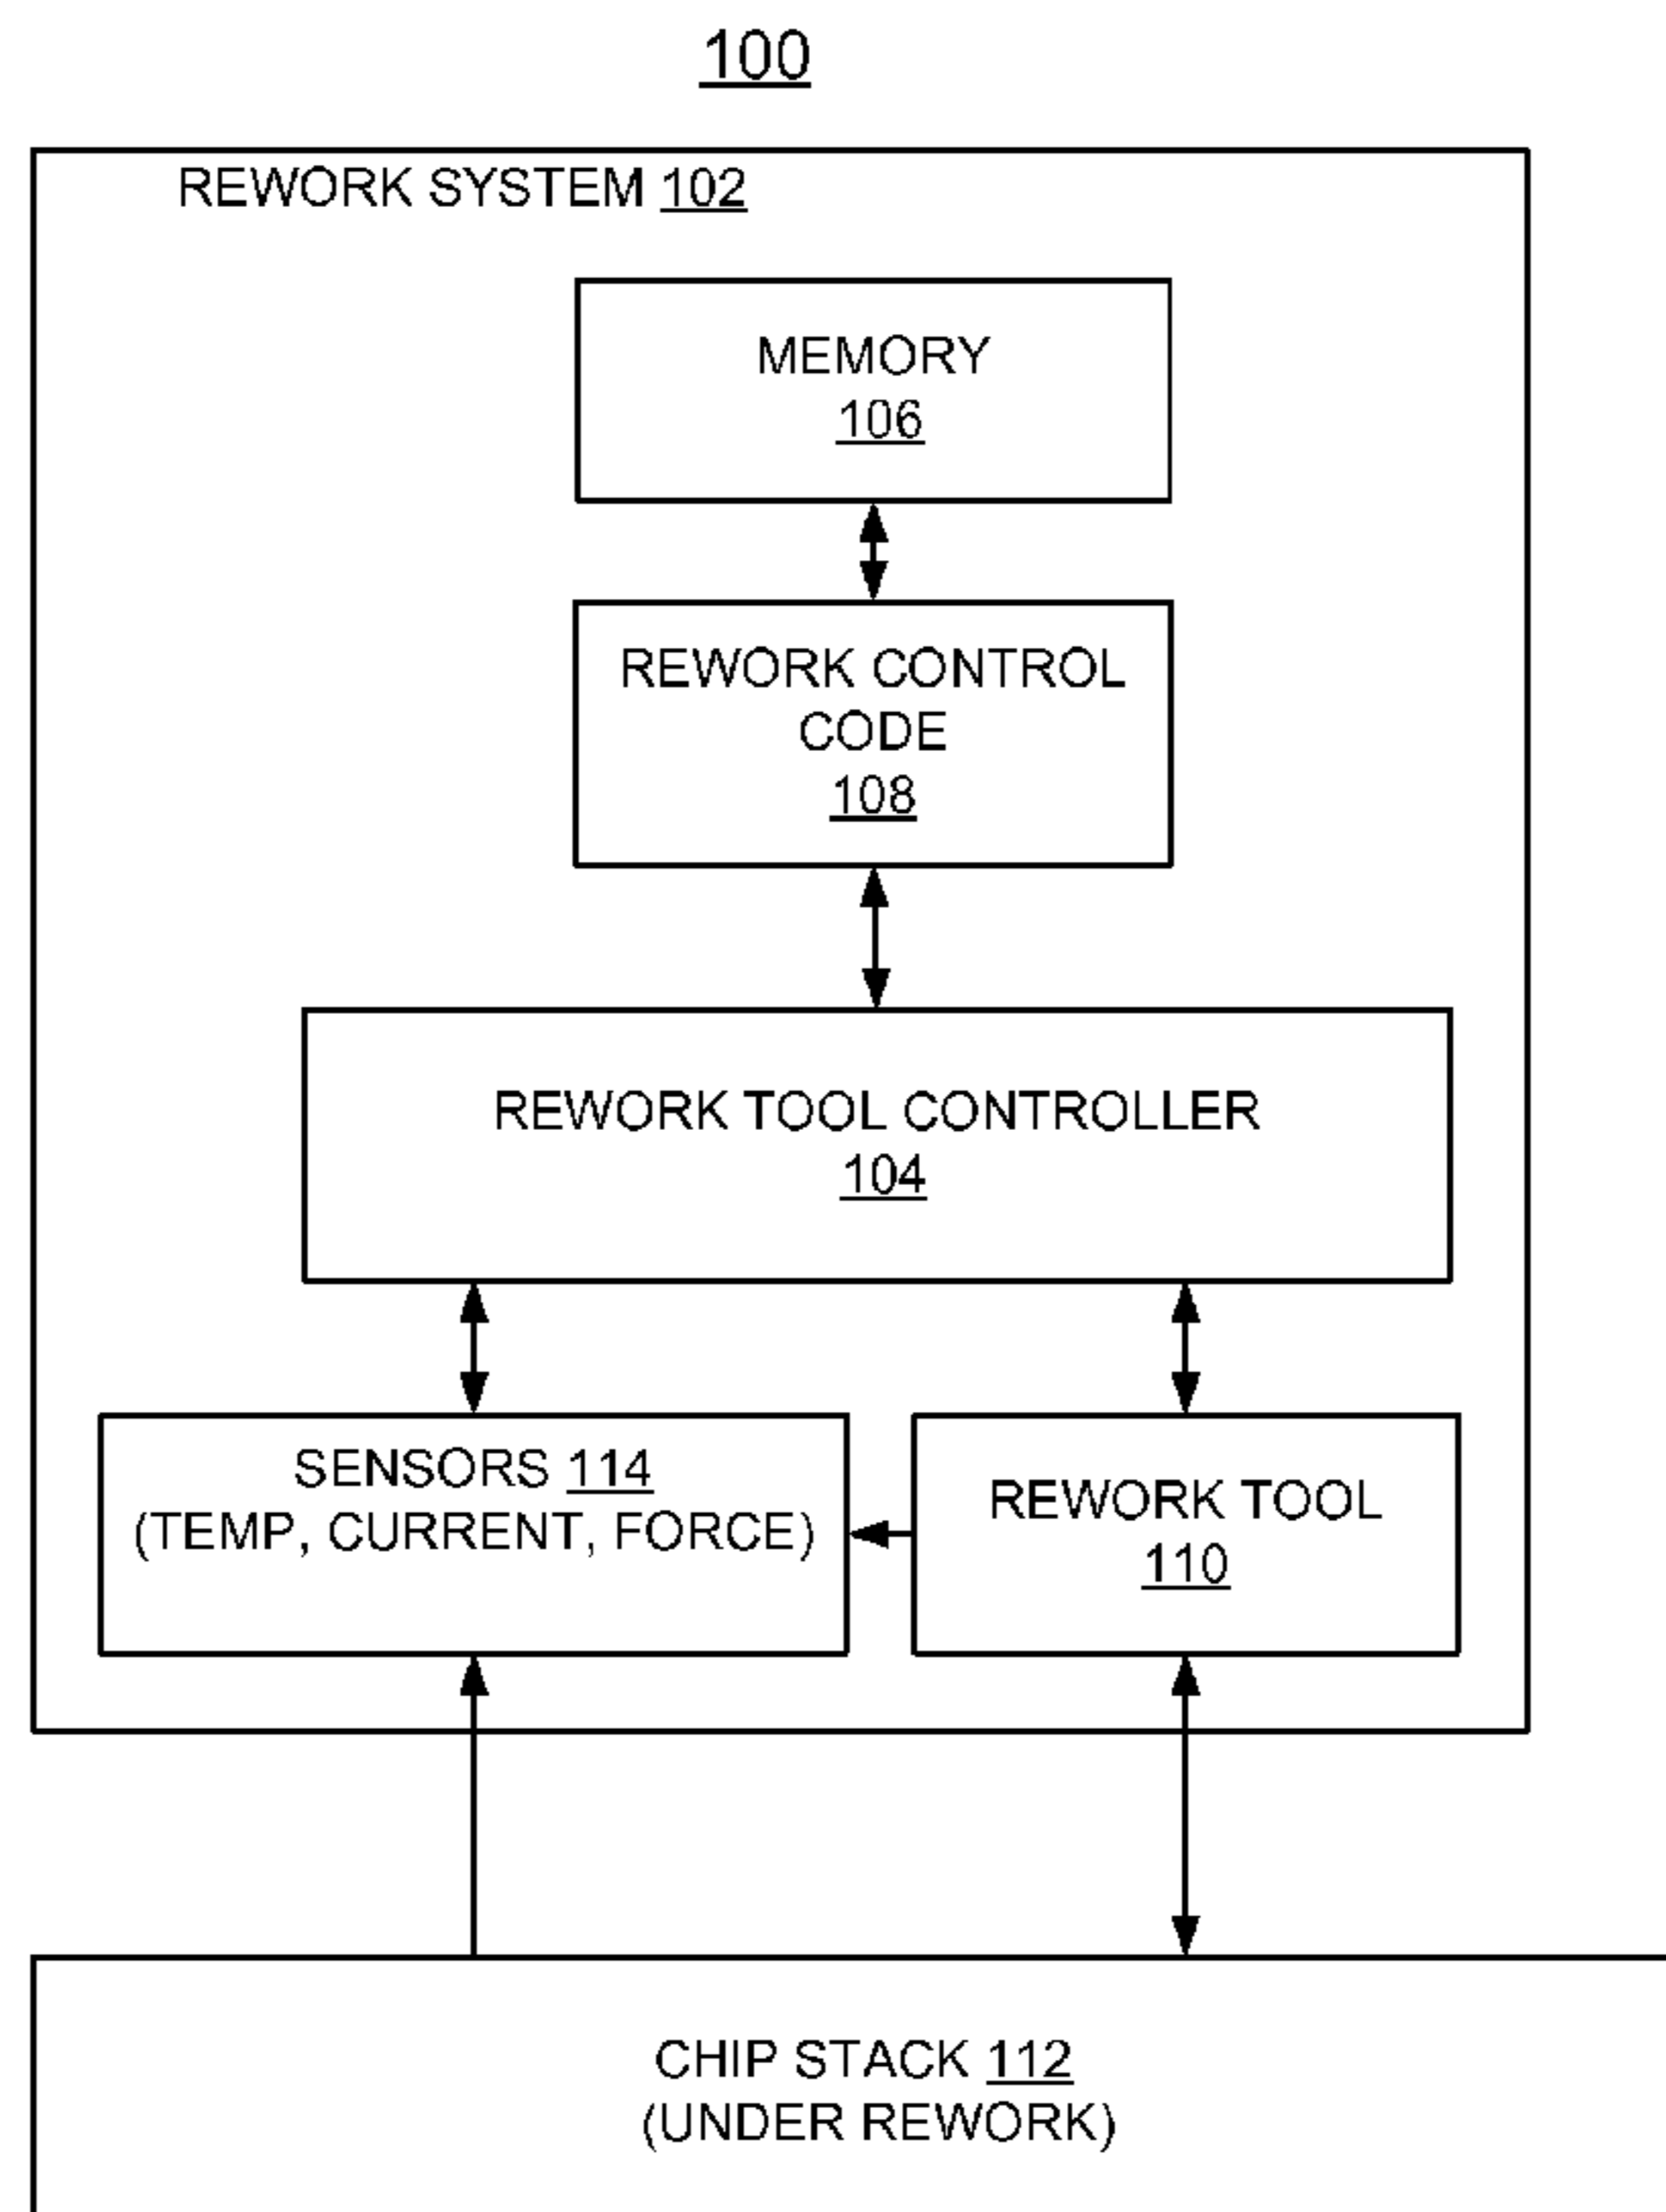 100
REWORK SYSTEM 102
MEMORY
106
REWORK CONTROL
CODE
108
REWORK TOOL CONTROLLER
104
SENSORS 114
(TEMP, CURRENT, FORCE)
REWORK TOOL
110
CHIP STACK 112
(UNDER REWORK)